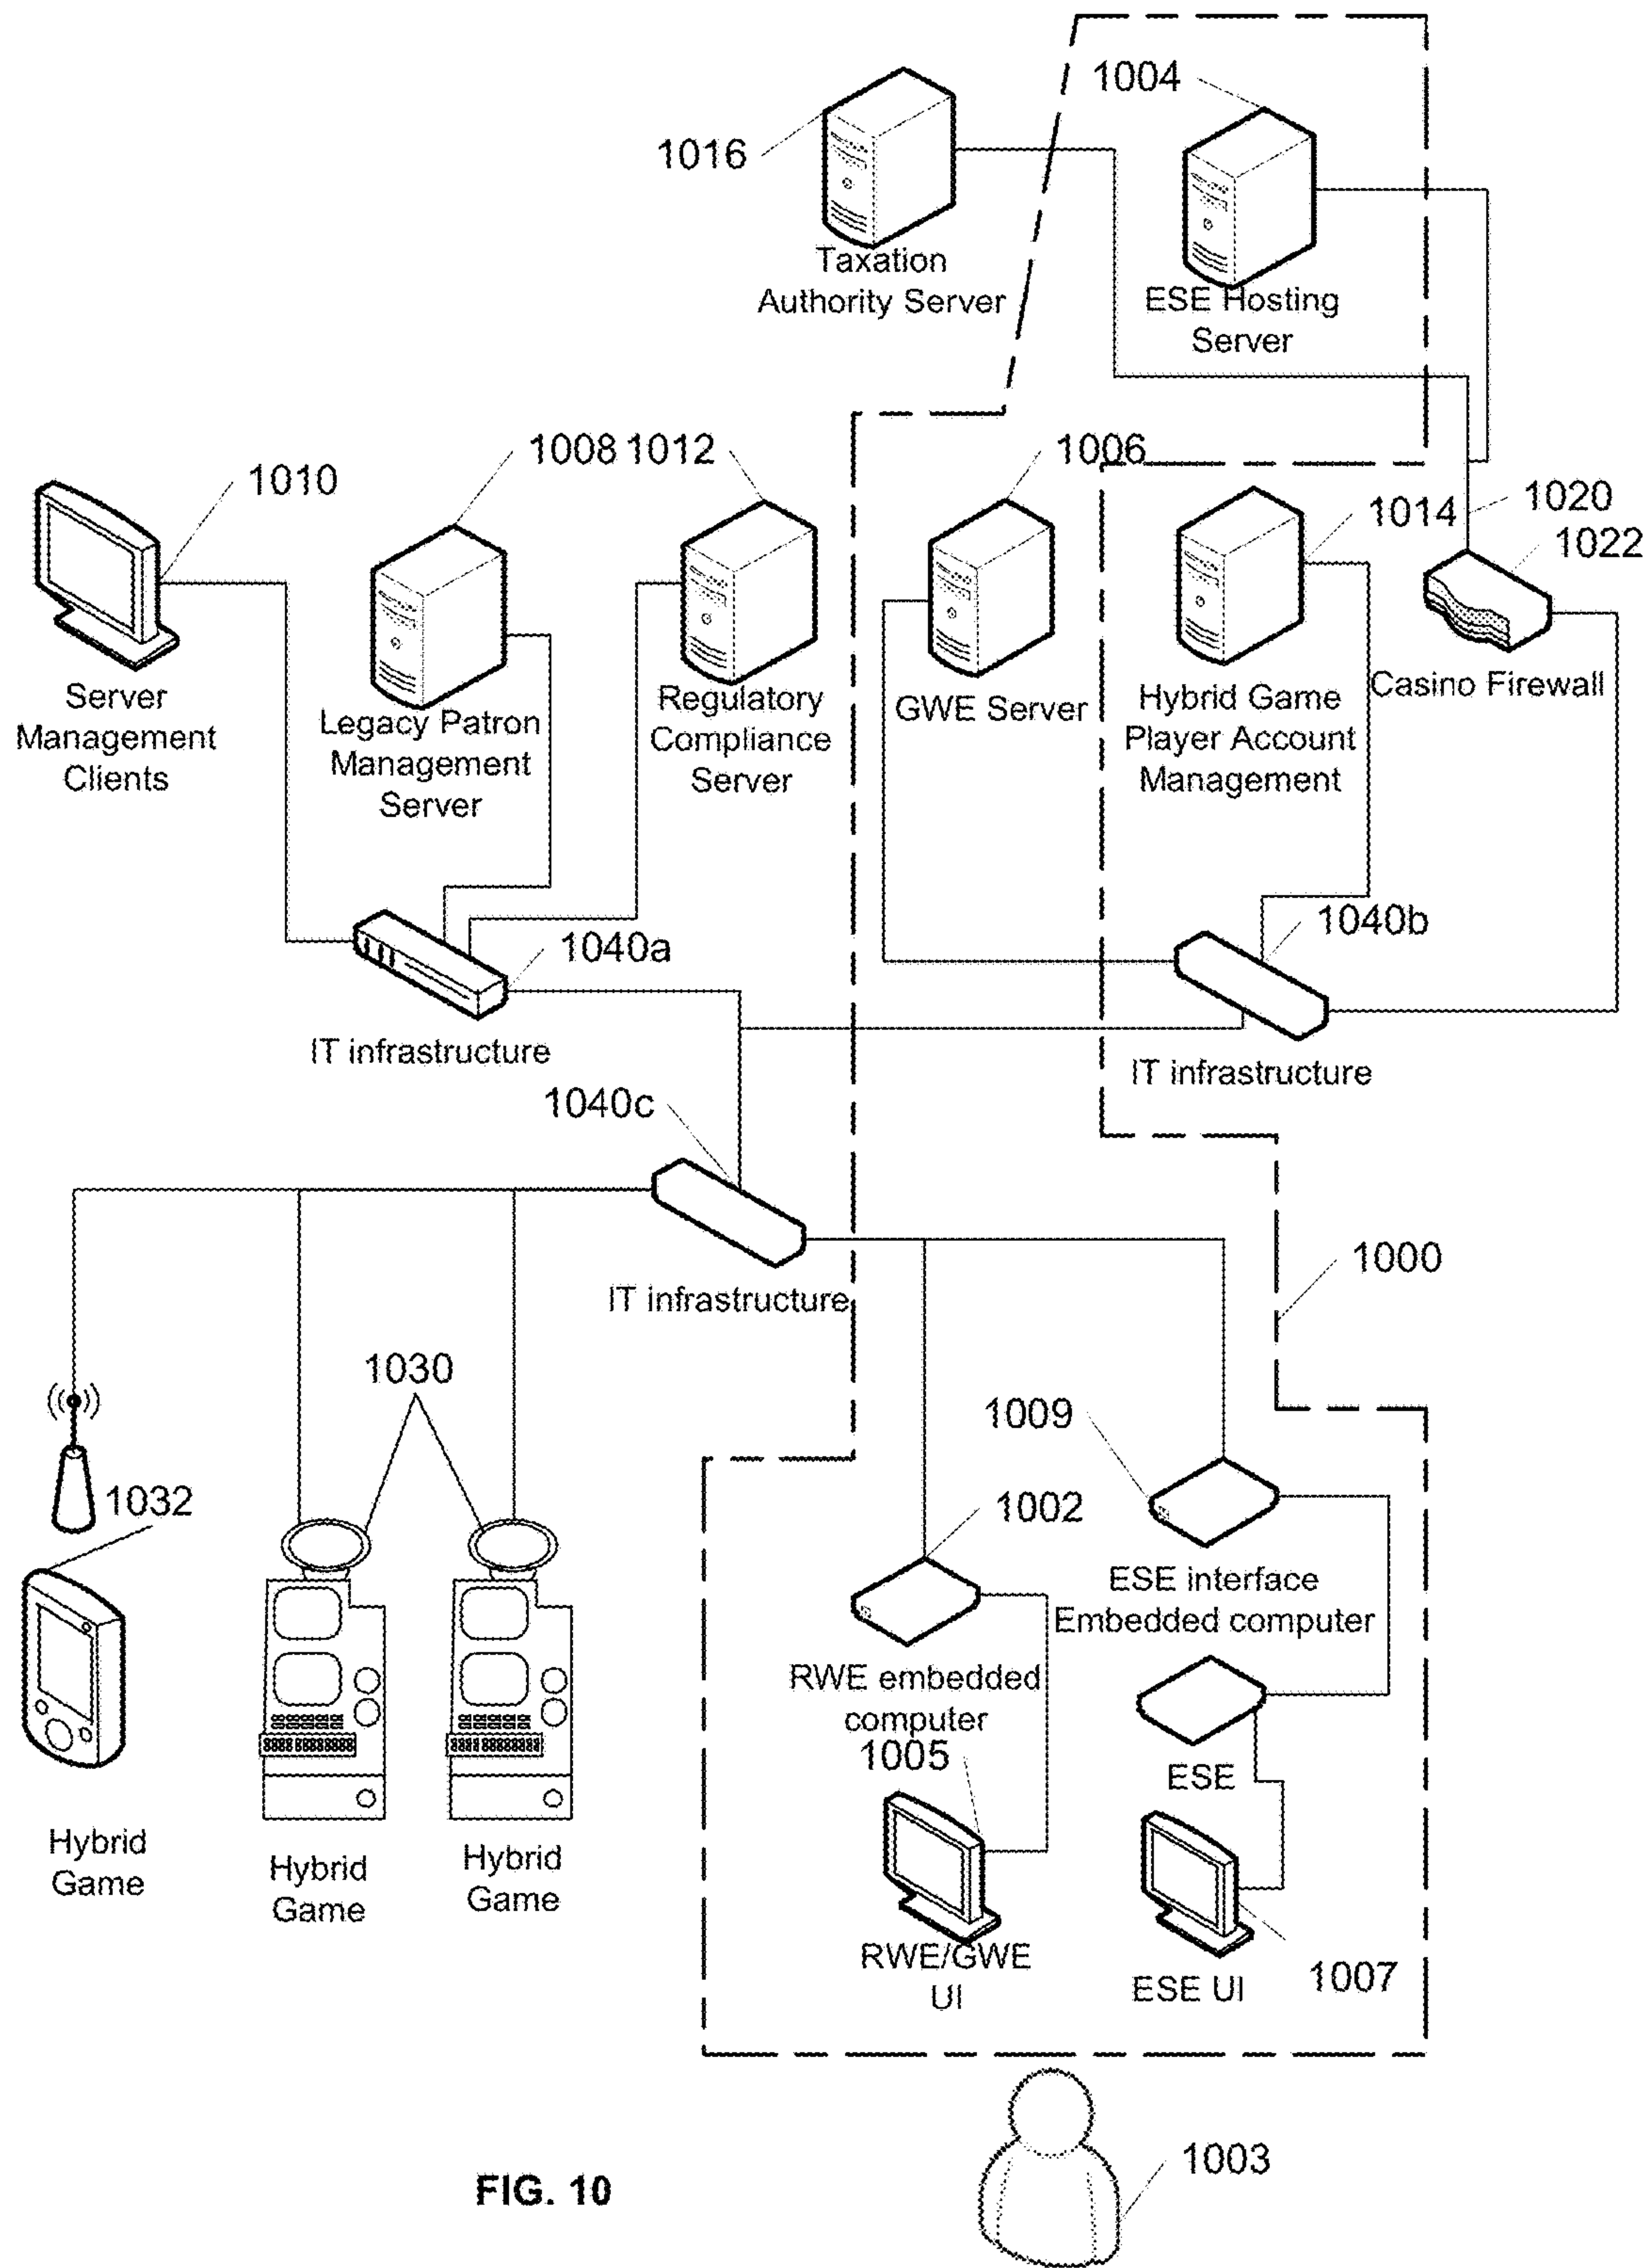 1004
1016
Taxation
Authority Server
ESE Hosting
Server
1008
1012
1006
1010
1014
1020
1022
Server
Management
Clients
Legacy Patron
Management
Server
Regulatory
Compliance
Server
GWE Server
Hybrid Game
Player Account
Management
Casino Firewall
1040a
1040b
IT infrastructure
IT infrastructure
1040c
IT infrastructure
1000
1030
1009
1032
1002
ESE interface
Embedded computer
RWE embedded
computer
1005
ESE
Hybrid
Game
Hybrid
Game
Hybrid
Game
RWE/GWE
UI
ESE UI
1007
1003
FIG. 10